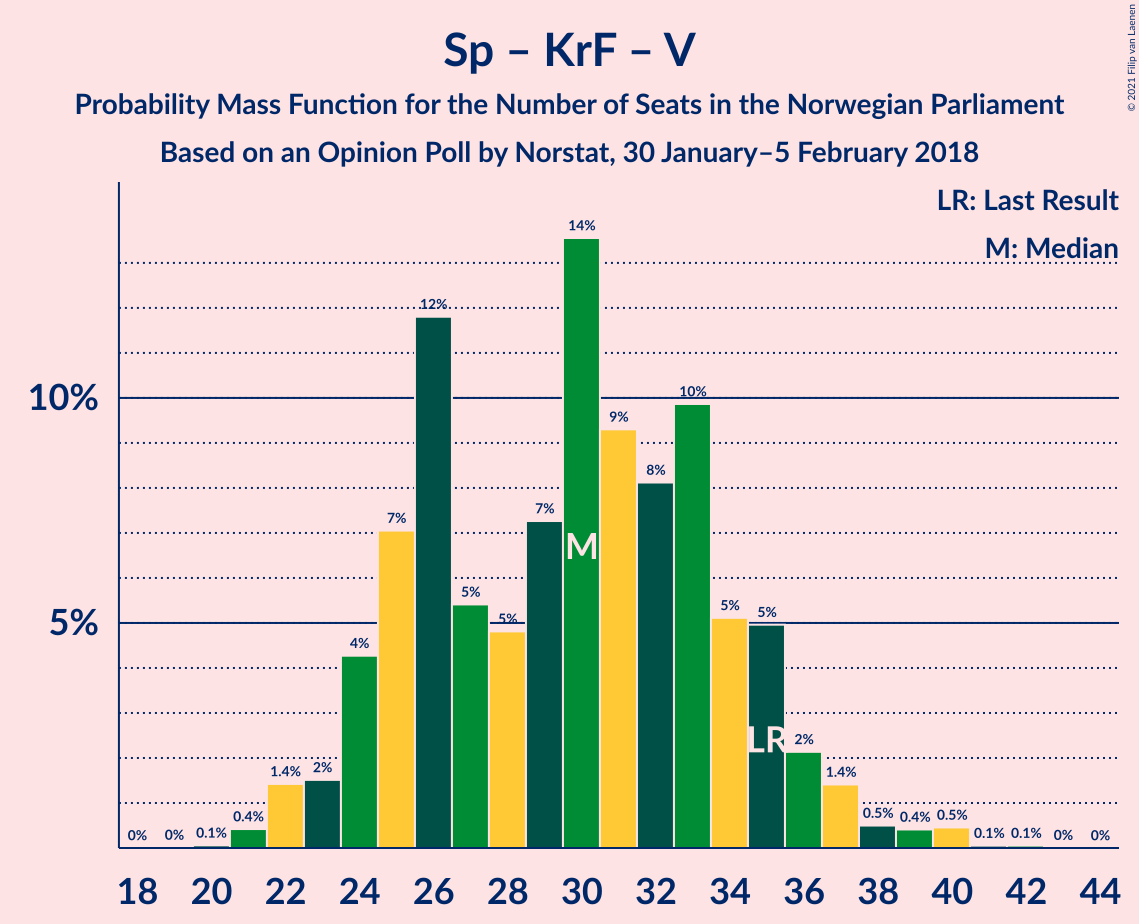 © 2021 Filip van Laenen
Sp – KrF – V
Probability Mass Function for the Number of Seats in the Norwegian Parliament
Based on an Opinion Poll by Norstat, 30 January–5 February 2018
LR: Last Result
M: Median
10%
5%
0% 0% 0.1% 0.4% 1.4% 2% 4% 7% 12% 5% 5% 7% 14% 9% 8% 10% 5% 5% 2% 1.4% 0.5% 0.4% 0.5% 0.1% 0.1% 0% 0%
M
LR
18 20 22 24 26 28 30 32 34 36 38 40 42 44